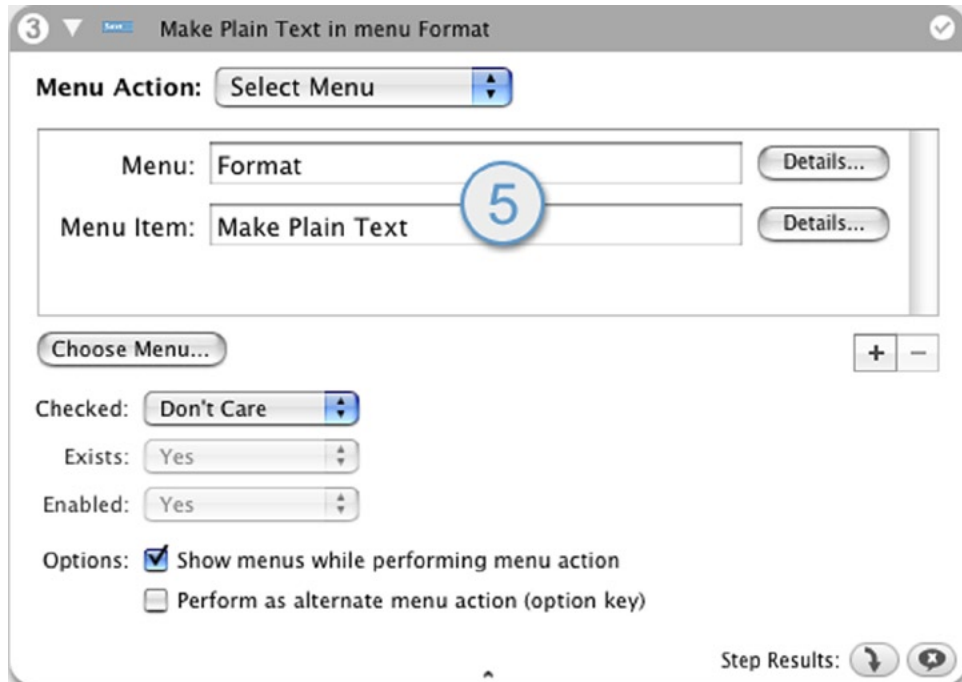 3 Make Plain Text in menu Format
Menu Action: Select Menu
Menu: Format Details...
5
Menu Item: Make Plain Text Details...
Choose Menu... + −
Checked: Don't Care
Exists: Yes
Enabled: Yes
Options: Show menus while performing menu action
Perform as alternate menu action (option key)
Step Results: